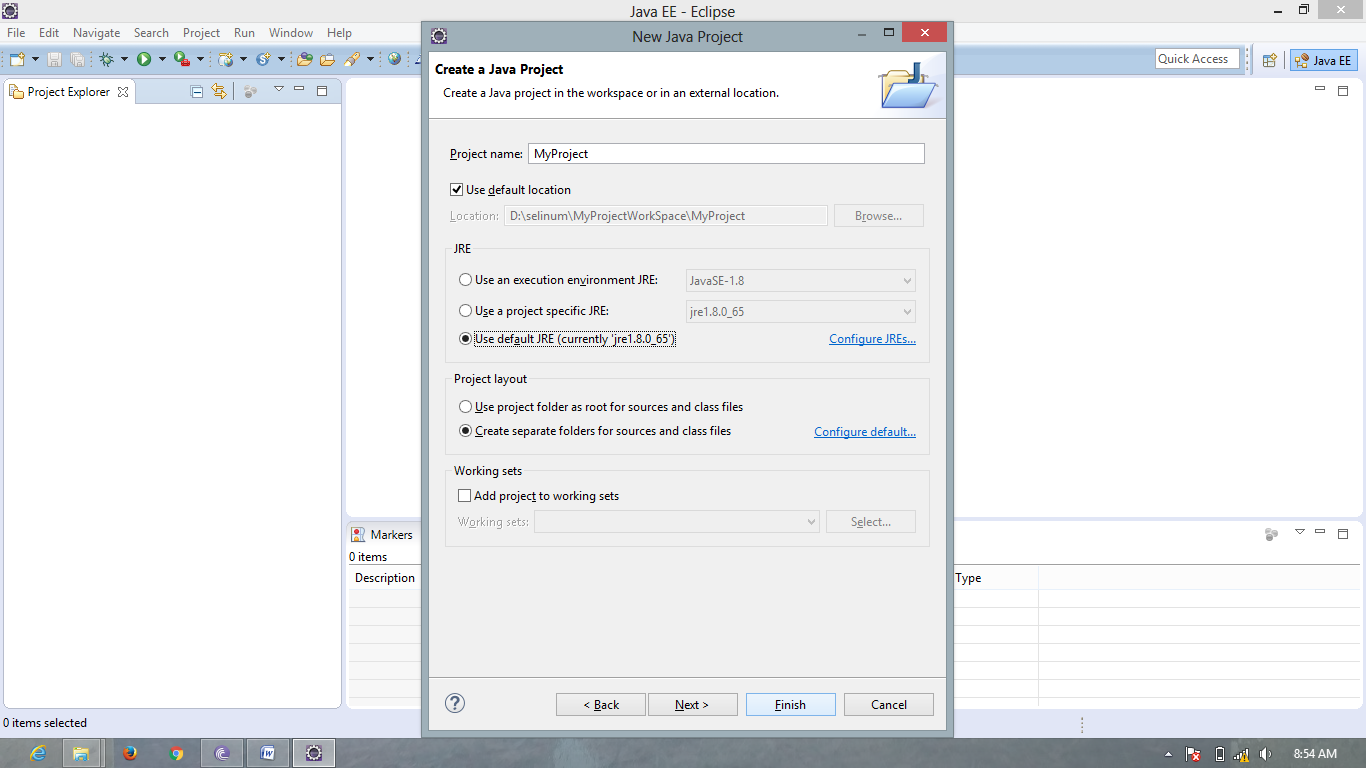 Java EE - Eclipse
File Edit Navigate Search Project Run Window Help
Quick Access
Java EE
Project Explorer
New Java Project
Create a Java Project
Create a Java project in the workspace or in an external location.
Project name: MyProject
Use default location
Location: D:\selinum\MyProjectWorkSpace\MyProject Browse...
JRE
Use an execution environment JRE: JavaSE-1.8
Use a project specific JRE: jre1.8.0_65
Use default JRE (currently 'jre1.8.0_65') Configure JREs...
Project layout
Use project folder as root for sources and class files
Create separate folders for sources and class files Configure default...
Working sets
Add project to working sets
Working sets: Select...
< Back Next > Finish Cancel
Markers
0 items
Description Type
0 items selected
8:54 AM